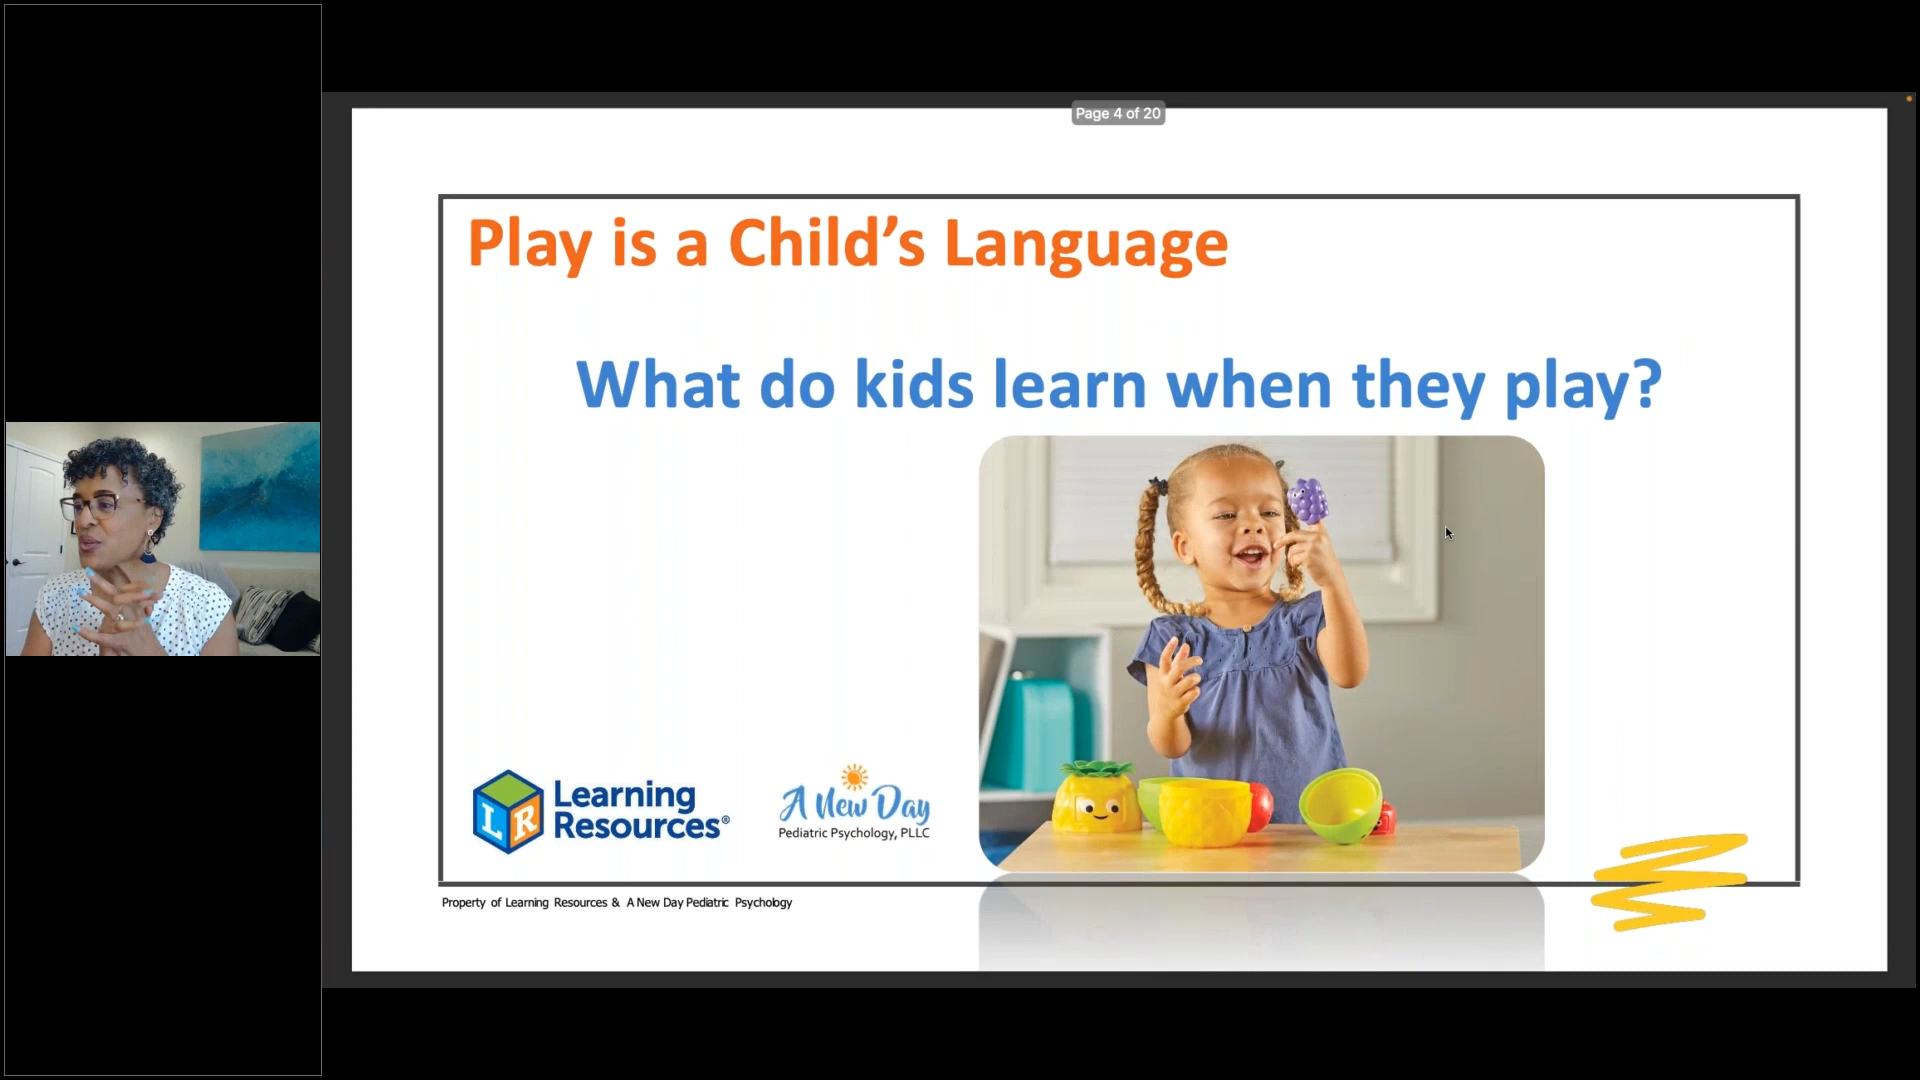 Page 4 of 20
Play is a Child’s Language
What do kids learn when they play?
LR
Learning
Resources®
A New Day
Pediatric Psychology, PLLC
Property of Learning Resources & A New Day Pediatric Psychology